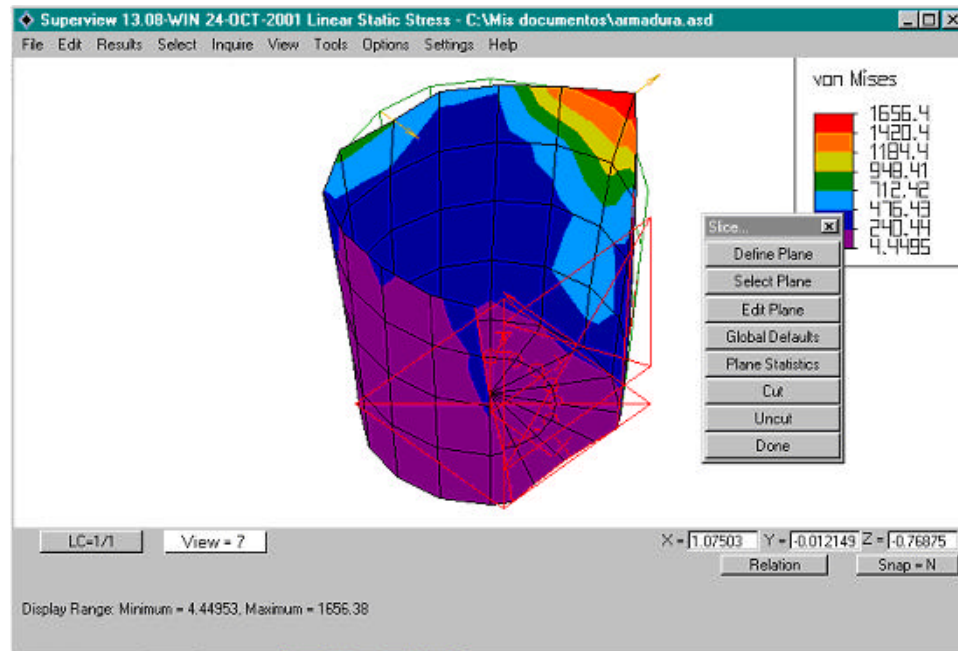 Superview 13.08-WIN 24-OCT-2001 Linear Static Stress - C:\Mis documentos\armadura.asd
File Edit Results Select Inquire View Tools Options Settings Help
von Mises
1656.4
1420.4
1184.4
948.41
712.42
476.43
240.44
4.4495
Slice...
Define Plane
Select Plane
Edit Plane
Global Defaults
Plane Statistics
Cut
Uncut
Done
LC=1/1 View = 7 X = 1.07503 Y = -0.012149 Z = -0.76875
Relation Snap = N
Display Range: Minimum = 4.44953, Maximum = 1656.38